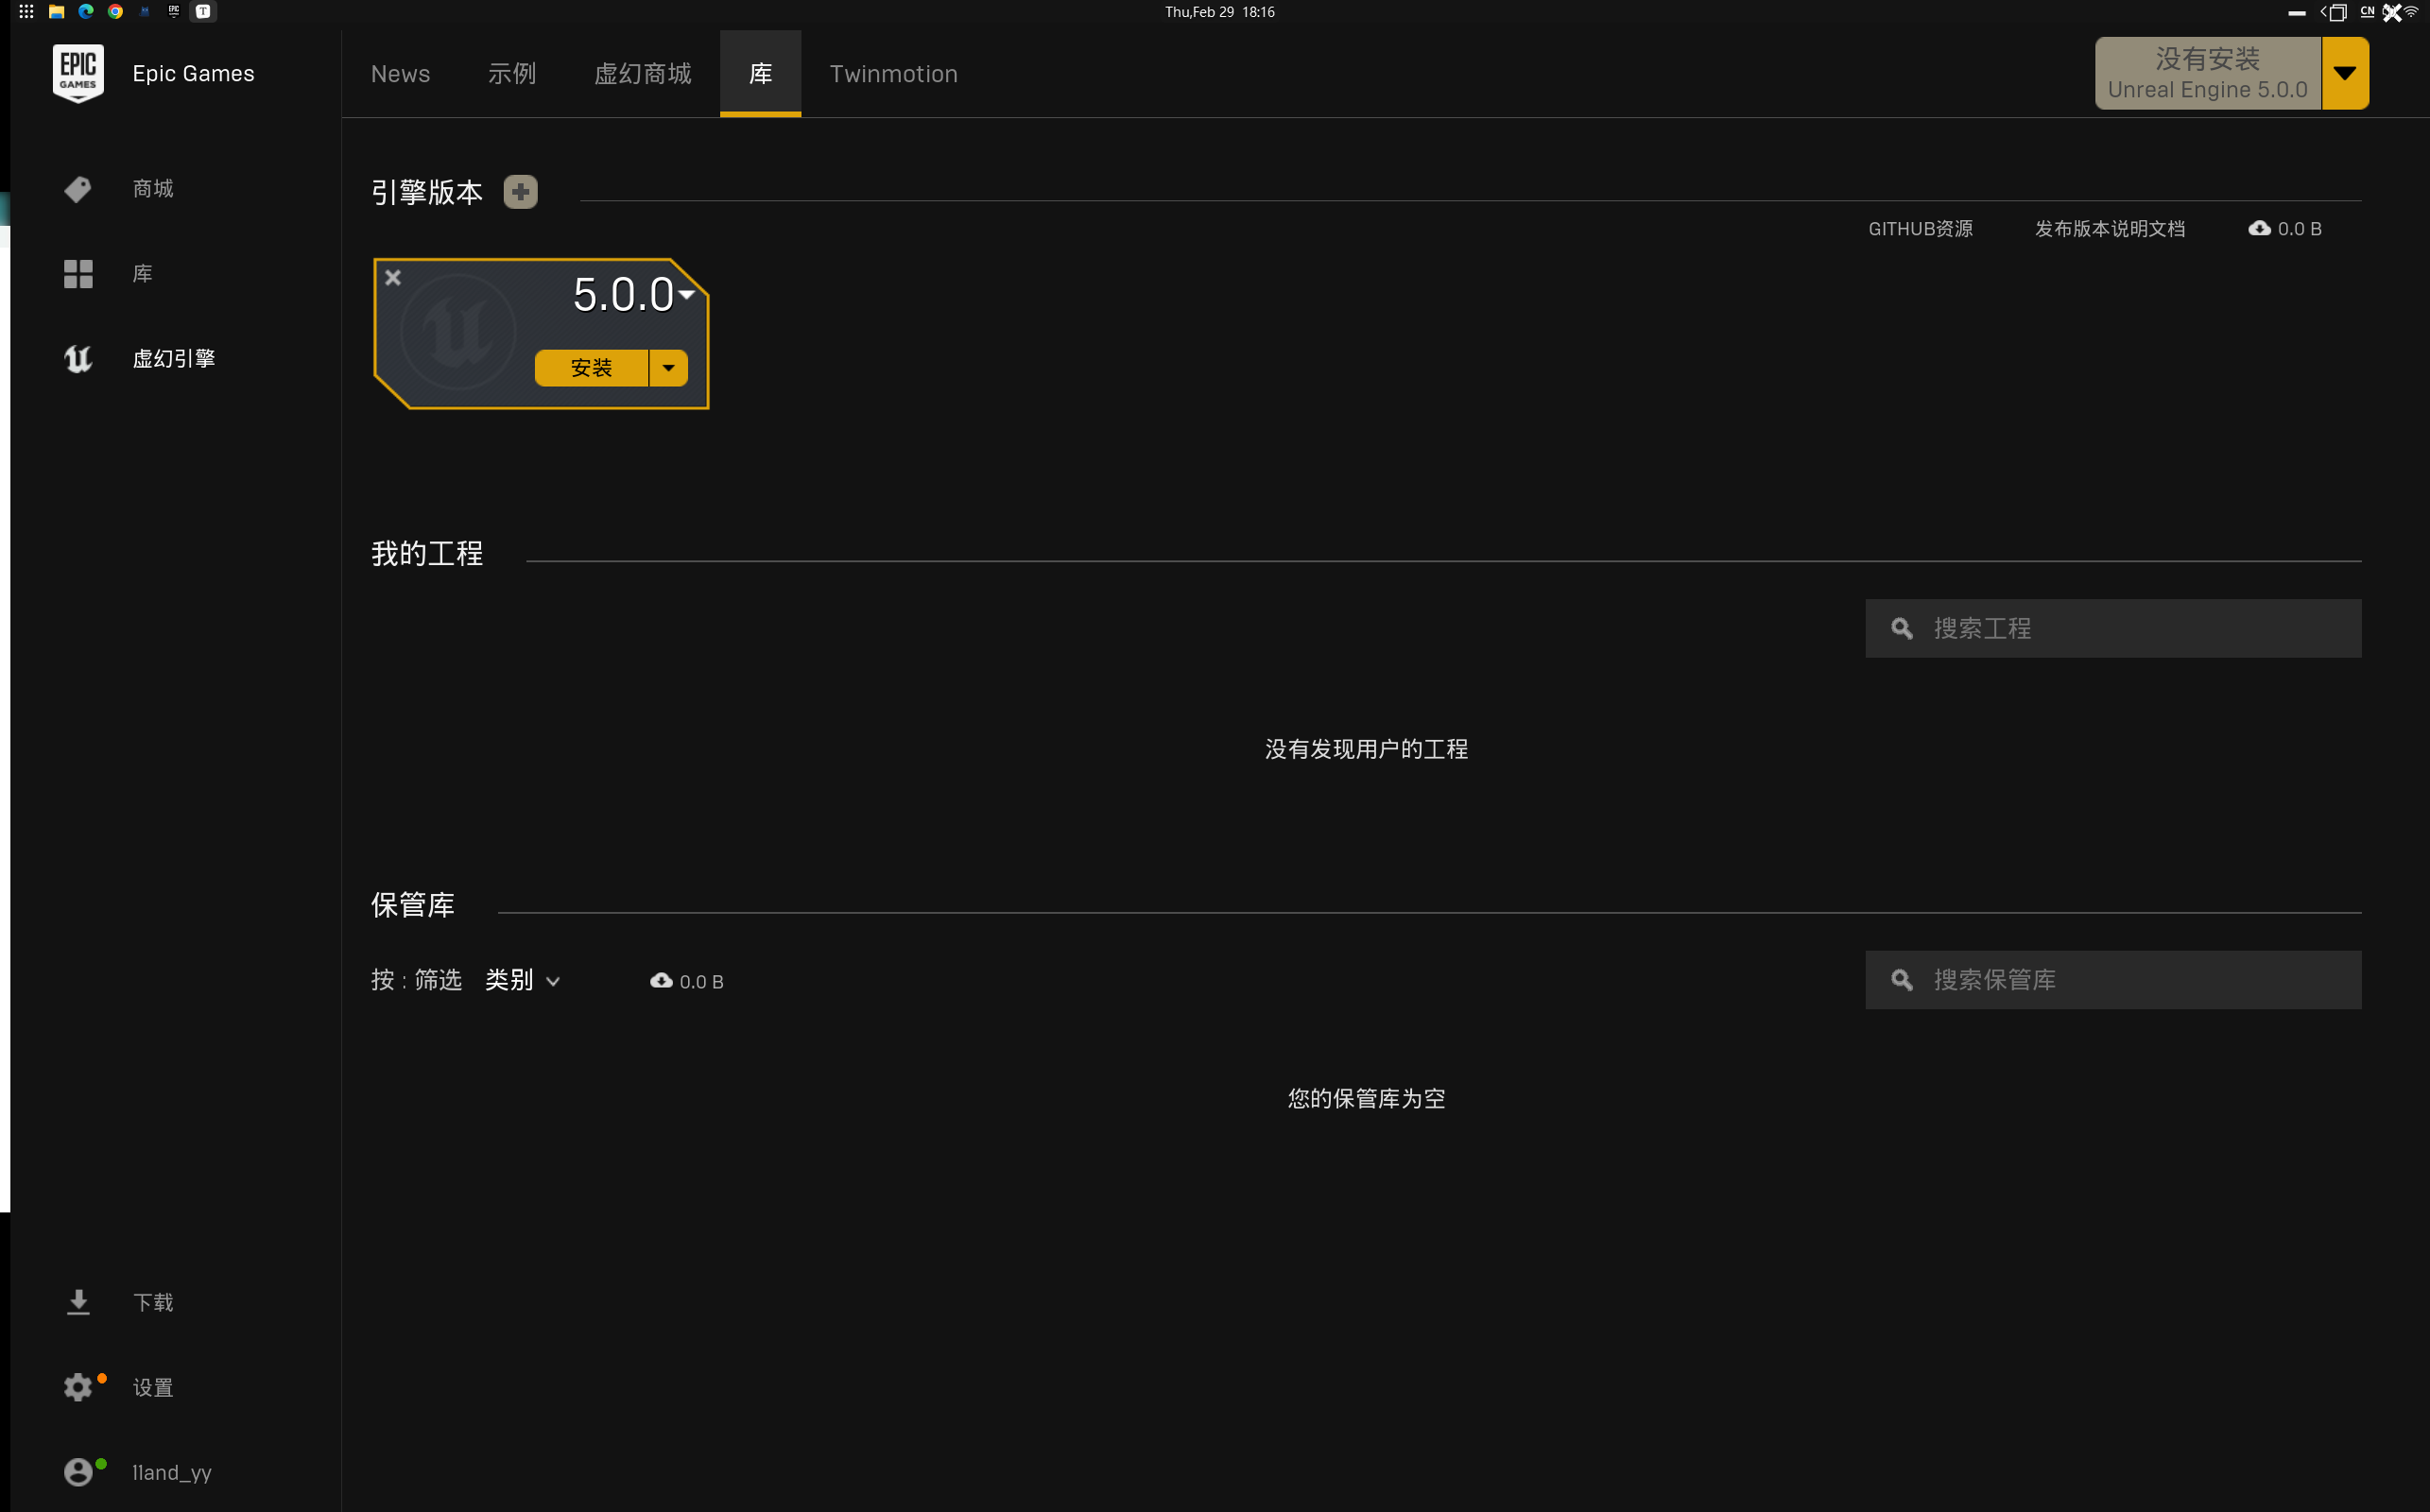 Thu,Feb 29 18:16
CN
EPIC
GAMES
Epic Games
News
示例
虚幻商城
库
Twinmotion
没有安装
Unreal Engine 5.0.0
商城
库
虚幻引擎
引擎版本
GITHUB资源
发布版本说明文档
0.0 B
5.0.0
安装
我的工程
搜索工程
没有发现用户的工程
保管库
按 : 筛选
类别
0.0 B
搜索保管库
您的保管库为空
下载
设置
11and_yy